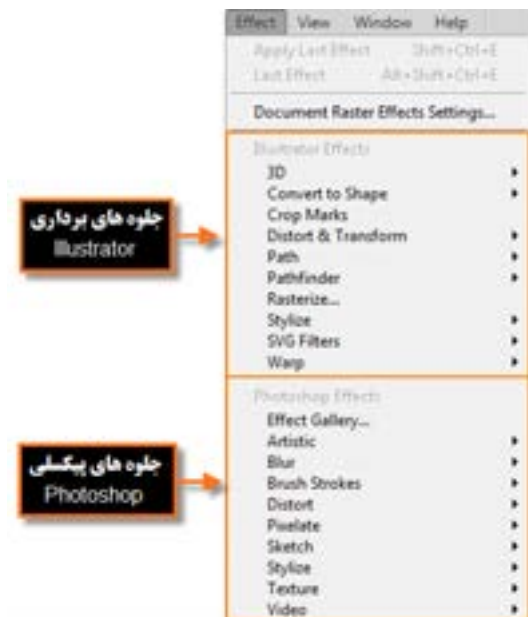 Effect View Window Help
Apply Last Effect Shift+Ctrl+E
Last Effect Alt+Shift+Ctrl+E
Document Raster Effects Settings...
Illustrator Effects
3D
Convert to Shape
Crop Marks
Distort & Transform
Path
Pathfinder
Rasterize...
Stylize
SVG Filters
Warp
جلوه های برداری
Illustrator
Photoshop Effects
Effect Gallery...
Artistic
Blur
Brush Strokes
Distort
Pixelate
Sketch
Stylize
Texture
Video
جلوه های پیکسلی
Photoshop